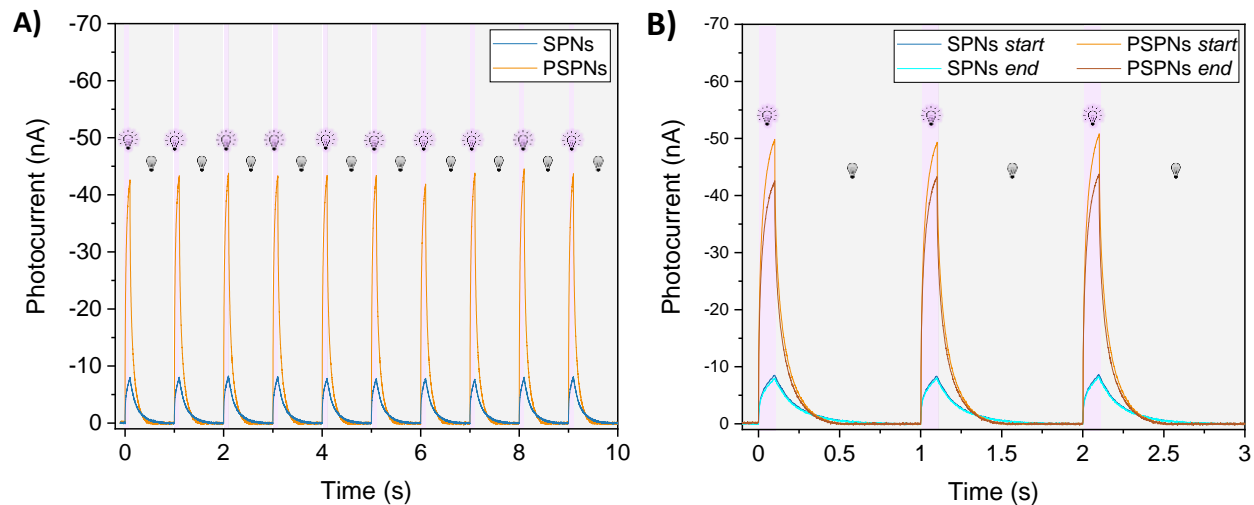 A)
-70
-60
-50
-40
-30
-20
-10
0
Photocurrent (nA)
SPNs
PSPNs
0 2 4 6 8 10
Time (s)
B)
-70
-60
-50
-40
-30
-20
-10
0
Photocurrent (nA)
SPNs start PSPNs start
SPNs end PSPNs end
0 0.5 1 1.5 2 2.5 3
Time (s)